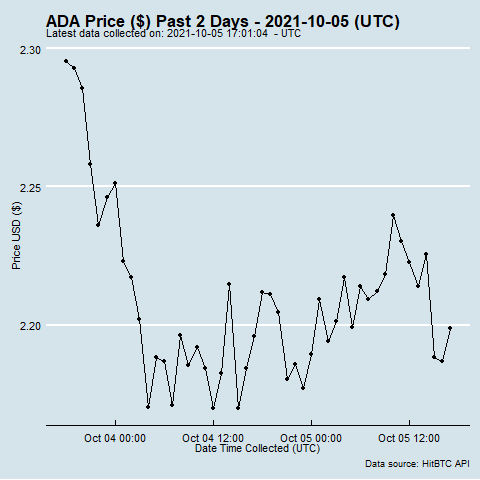 ADA Price ($) Past 2 Days - 2021-10-05 (UTC)
Latest data collected on: 2021-10-05 17:01:04  - UTC
2.30
2.25
2.20
Price USD ($)
Oct 04 00:00 Oct 04 12:00 Oct 05 00:00 Oct 05 12:00
Date Time Collected (UTC)
Data source: HitBTC API